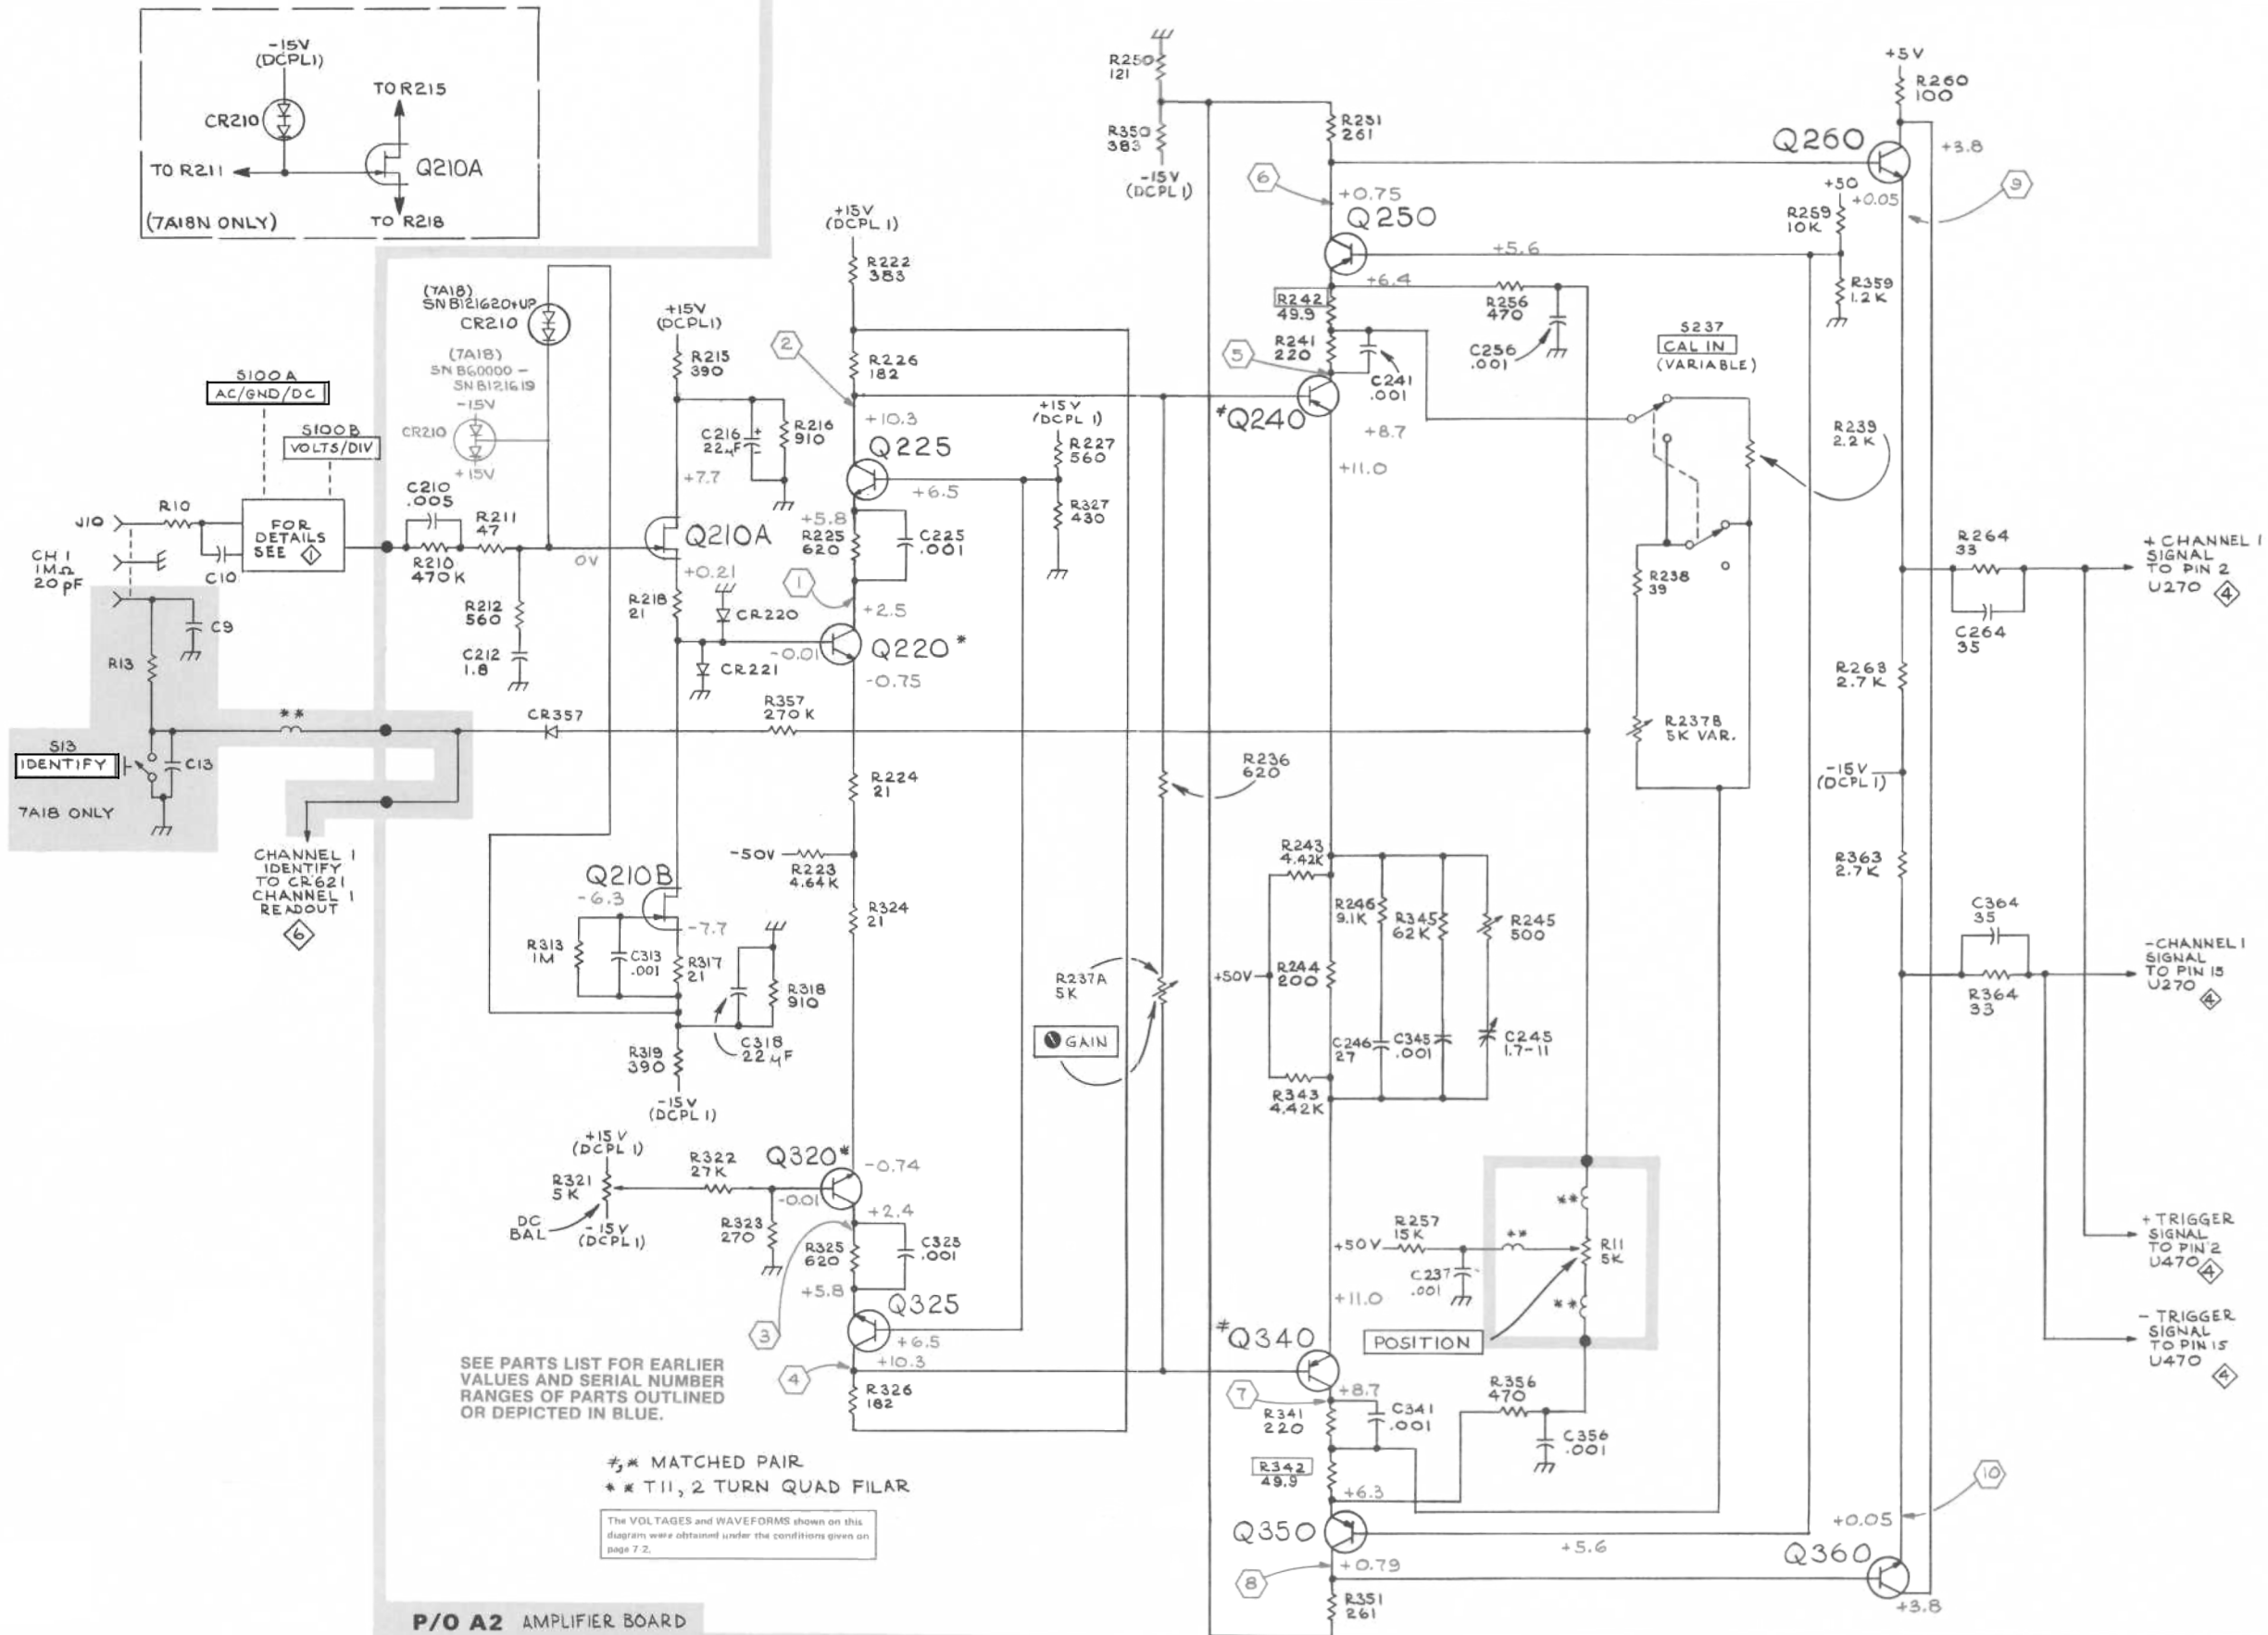 -15V
(DCPL1)
TO R215
CR210
TO R211
Q210A
(7A18N ONLY)
TO R218
R250
121
R350
383
-15V
(DCPL 1)
R251
261
+5V
R260
100
Q260
+3.8
+0.05
9
6
+0.75
Q250
+5.6
+6.4
+50
R259
10K
R359
1.2K
+15V
(DCPL 1)
R222
383
(7A18)
SN B121620+UP
CR210
(7A18)
SN B60000 -
SN B121619
-15V
CR210
+15V
+15V
(DCPL1)
R215
390
2
R226
182
+10.3
R242
49.9
R241
220
5
C241
.001
R256
470
C256
.001
S237
CAL IN
(VARIABLE)
R239
2.2K
S100A
AC/GND/DC
S100B
VOLTS/DIV
C216
22µF
R216
910
+7.7
Q225
+6.5
+15V
(DCPL 1)
R227
560
R327
430
#Q240
+8.7
+11.0
J10
R10
C10
FOR
DETAILS
SEE 1
CH 1
1MΩ
20 pF
C210
.005
R210
470K
R211
47
0V
Q210A
+0.21
+5.8
R225
620
C225
.001
1
+2.5
R212
560
C212
1.8
R218
21
CR220
CR221
-0.01
Q220*
-0.75
R238
39
R237B
5K VAR.
R264
33
C264
35
+ CHANNEL 1
SIGNAL
TO PIN 2
U270 4
C9
R13
**
CR357
R357
270K
R263
2.7K
S13
IDENTIFY
C13
7A18 ONLY
R224
21
R236
620
-15V
(DCPL 1)
CHANNEL 1
IDENTIFY
TO CR621
CHANNEL 1
READOUT
6
-50V
R223
4.64K
R324
21
R243
4.42K
R363
2.7K
Q210B
-6.3
-7.7
R313
1M
C313
.001
R317
21
R318
910
C318
22µF
R319
390
-15V
(DCPL 1)
R237A
5K
GAIN
R246
9.1K
R345
62K
R245
500
+50V
R244
200
C246
27
C345
.001
C245
1.7-11
R343
4.42K
C364
35
R364
33
-CHANNEL 1
SIGNAL
TO PIN 15
U270
4
+15V
(DCPL 1)
R321
5K
DC
BAL
-15V
(DCPL 1)
R322
27K
R323
270
Q320*
-0.74
-0.01
+2.4
R325
620
C325
.001
+5.8
3
Q325
+6.5
+10.3
4
R326
182
+50V
R257
15K
**
**
R11
5K
C237
.001
**
POSITION
+11.0
#Q340
+8.7
7
R341
220
C341
.001
R356
470
C356
.001
R342
49.9
+6.3
Q350
+5.6
+0.79
8
R351
261
+ TRIGGER
SIGNAL
TO PIN 2
U470
4
- TRIGGER
SIGNAL
TO PIN 15
U470
4
10
+0.05
Q360
+3.8
SEE PARTS LIST FOR EARLIER
VALUES AND SERIAL NUMBER
RANGES OF PARTS OUTLINED
OR DEPICTED IN BLUE.
#,* MATCHED PAIR
** T11, 2 TURN QUAD FILAR
The VOLTAGES and WAVEFORMS shown on this
diagram were obtained under the conditions given on
page 7-2.
P/O A2 AMPLIFIER BOARD